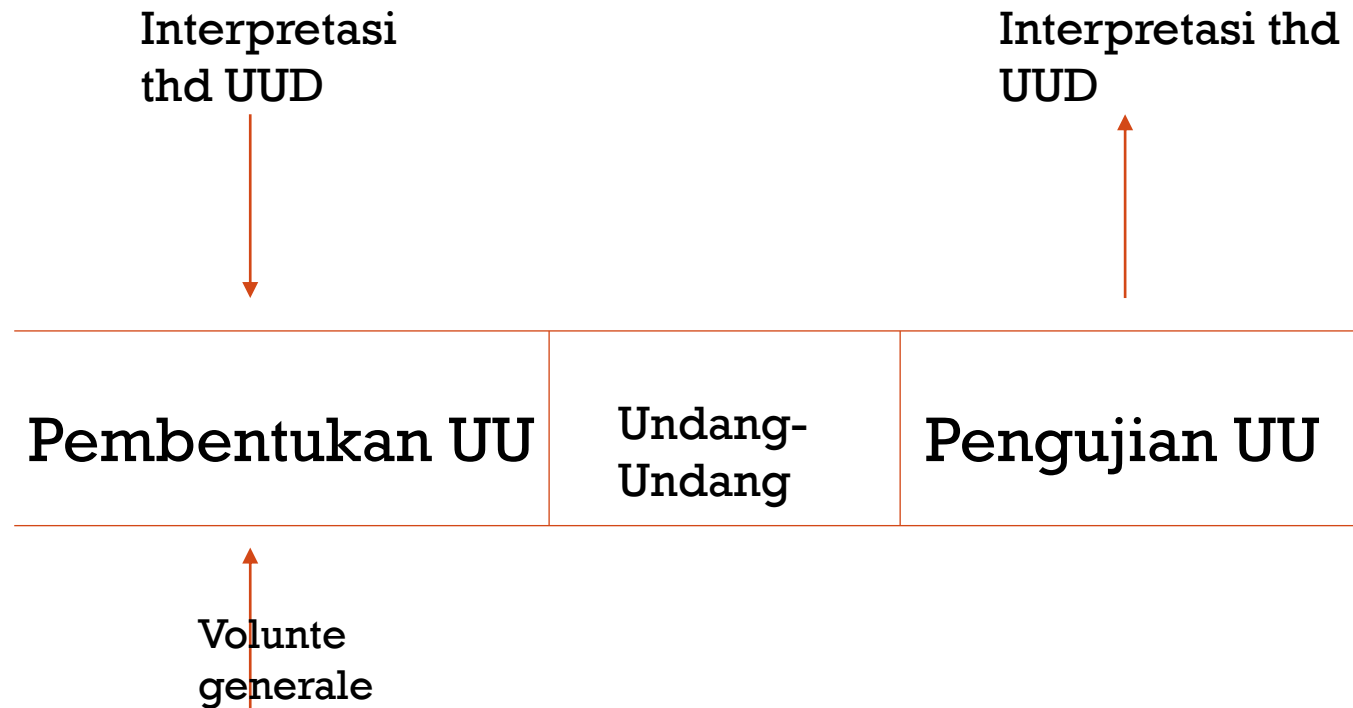 Interpretasi
thd UUD
Interpretasi thd
UUD
Pembentukan UU
Undang-
Undang
Pengujian UU
Volunte
generale